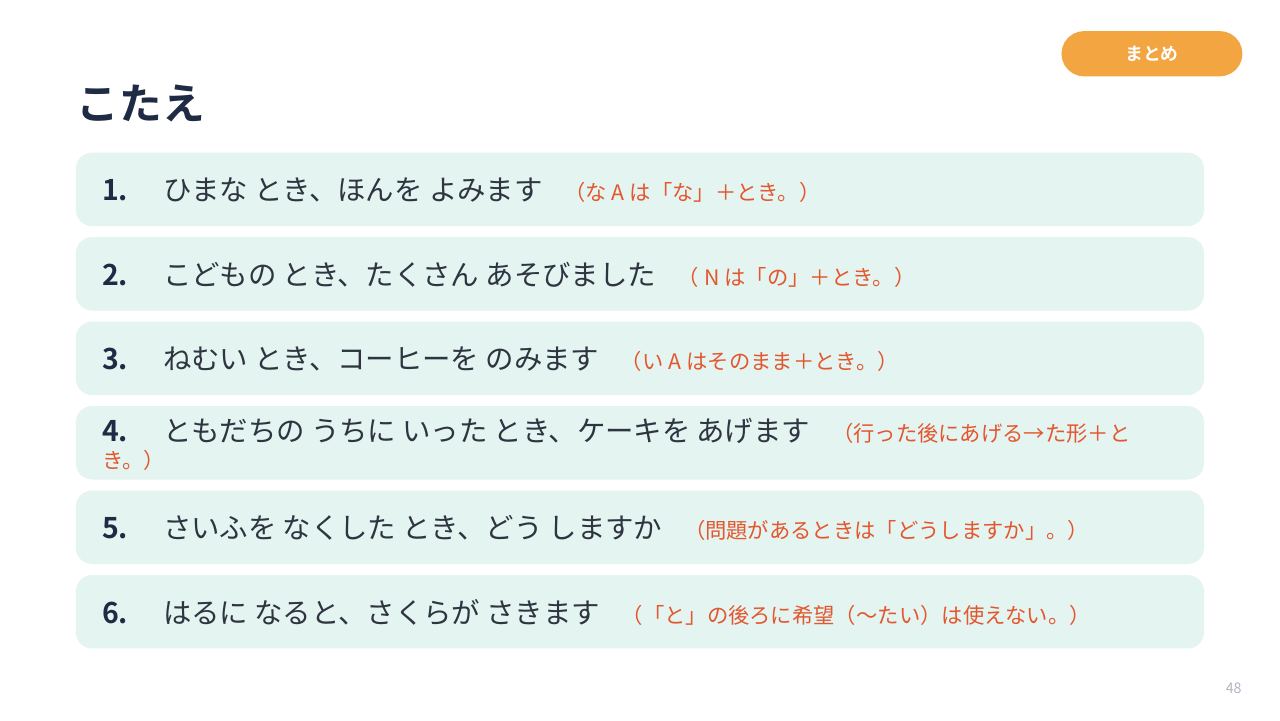 まとめ
こたえ
1. ひまな とき、ほんを よみます （な A は「な」＋とき。）
2. こどもの とき、たくさん あそびました （ N は「の」＋とき。）
3. ねむい とき、コーヒーを のみます （い A はそのまま＋とき。）
4. ともだちの うちに いった とき、ケーキを あげます （行った後にあげる→た形＋と
き。）
5. さいふを なくした とき、どう しますか （問題があるときは「どうしますか」。）
6. はるに なると、さくらが さきます （「と」の後ろに希望（〜たい）は使えない。）
48